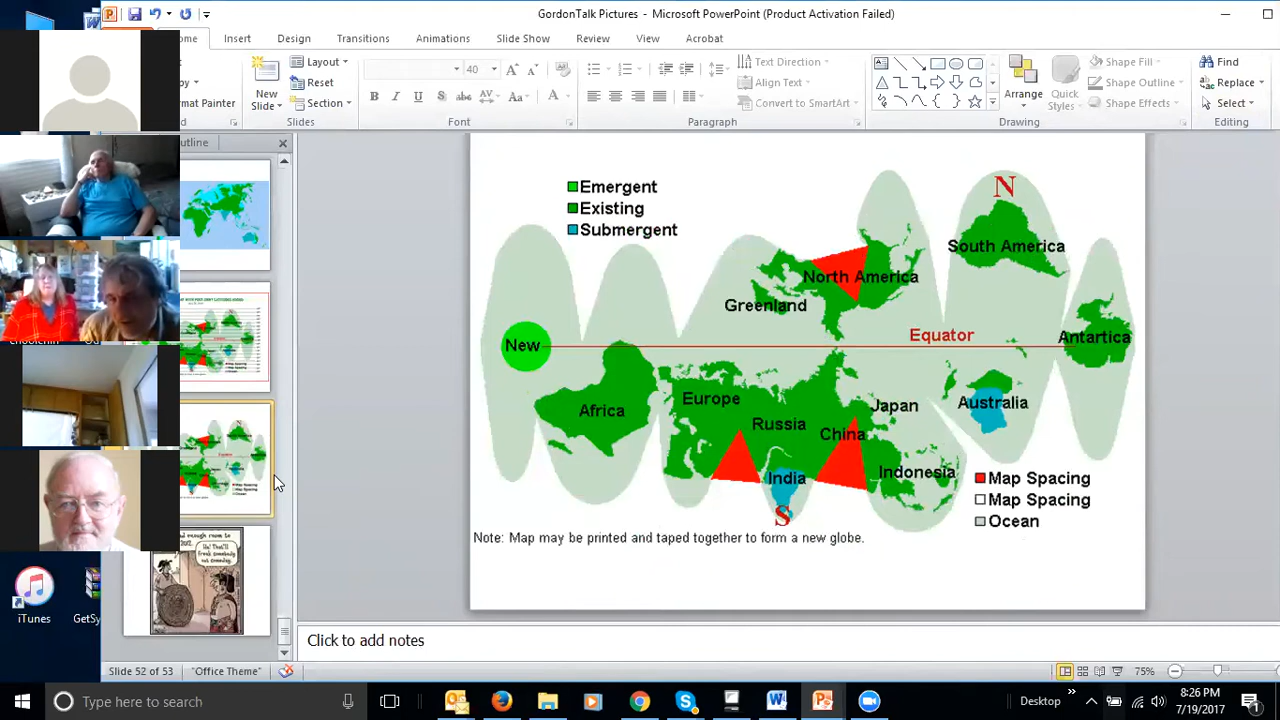 GordonTalk Pictures - Microsoft PowerPoint (Product Activation Failed)
Insert Design Transitions Animations Slide Show Review View Acrobat
New Slide
Layout
Reset
Section
Slides
40
Font
Text Direction
Align Text
Convert to SmartArt
Paragraph
Arrange
Quick Styles
Shape Fill
Shape Outline
Shape Effects
Drawing
Find
Replace
Select
Editing
Emergent
Existing
Submergent
N
South America
North America
Greenland
Equator
New
Antartica
Africa
Europe
Russia
China
Japan
Australia
India
Indonesia
S
Map Spacing
Map Spacing
Ocean
Note: Map may be printed and taped together to form a new globe.
Click to add notes
iTunes
GetSy
Slide 52 of 53
"Office Theme"
75%
Type here to search
Desktop
8:26 PM
7/19/2017